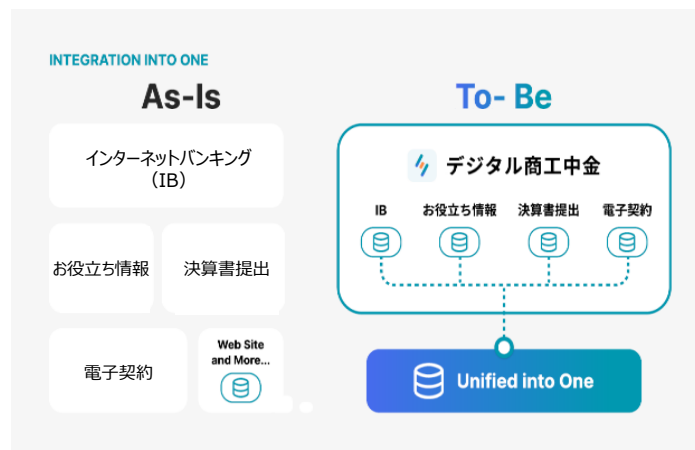 INTEGRATION INTO ONE
As-Is
インターネットバンキング
（IB）
お役立ち情報
決算書提出
電子契約
Web Site
and More...
To- Be
デジタル商工中金
IB
お役立ち情報
決算書提出
電子契約
Unified into One